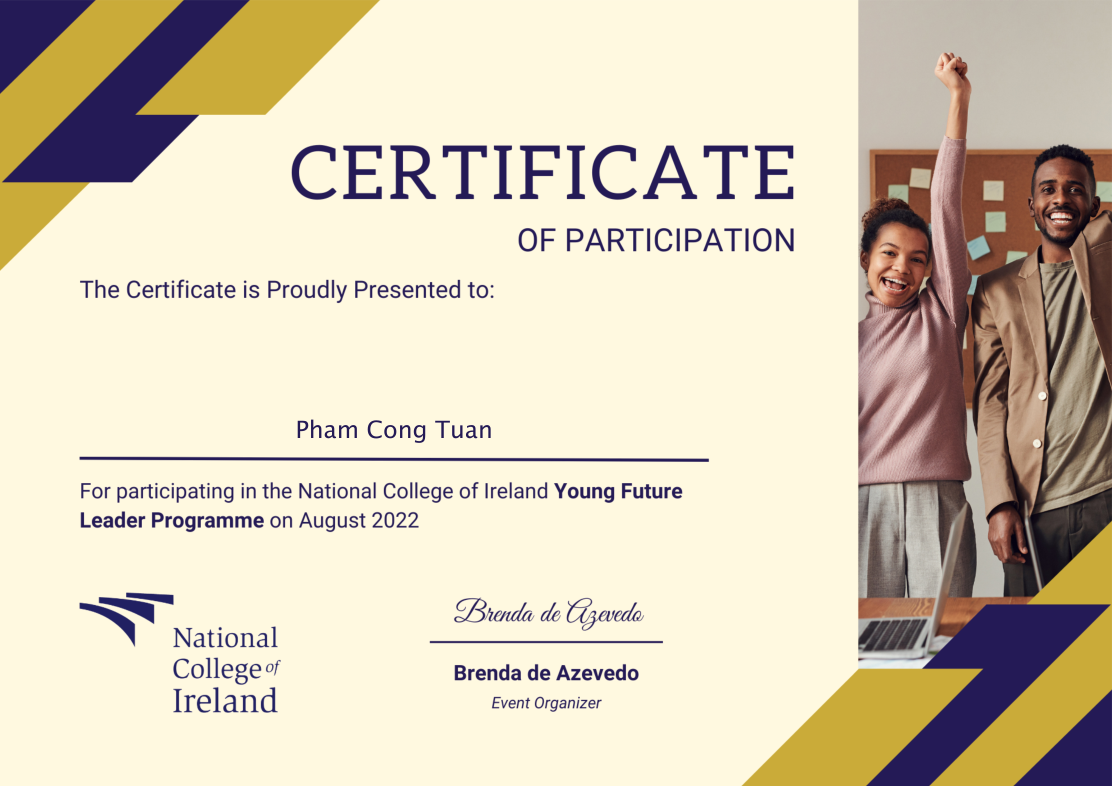 CERTIFICATE
OF PARTICIPATION
The Certificate is Proudly Presented to:
Pham Cong Tuan
For participating in the National College of Ireland Young Future
Leader Programme on August 2022
National
College of
Ireland
Brenda de Azevedo
Brenda de Azevedo
Event Organizer